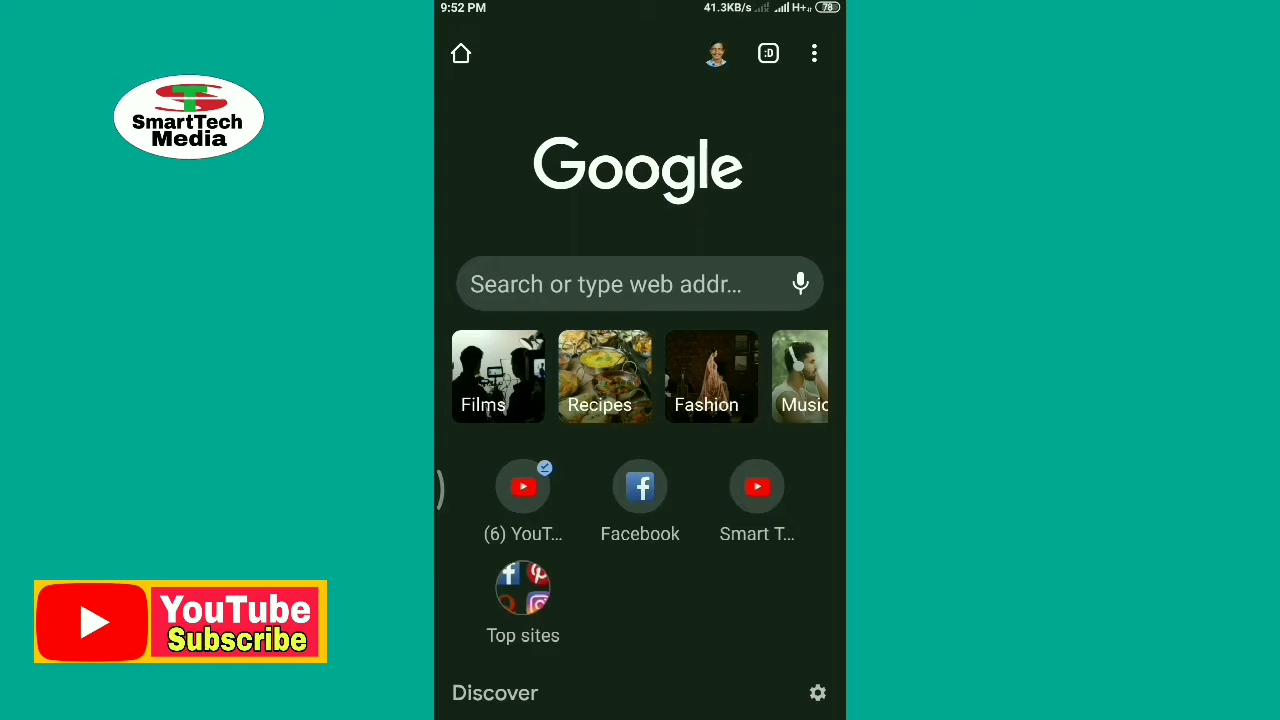 9:52 PM
41.3KB/s
H+
78
:D
ST
SmartTech
Media
Google
Search or type web addr...
Films
Recipes
Fashion
Music
(6) YouT...
Facebook
Smart T...
Top sites
YouTube
Subscribe
Discover